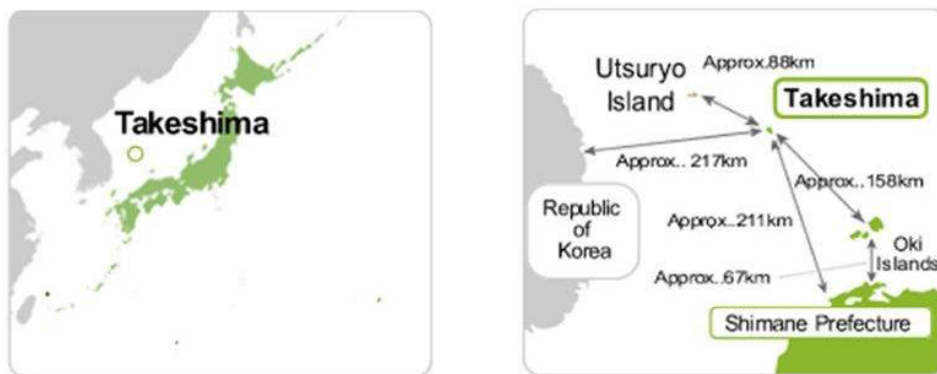 Takeshima
Approx.88km
Utsuryo
Island
Takeshima
Approx.. 217km
Approx..158km
Republic
of
Korea
Approx..211km
Oki
Islands
Approx..67km
Shimane Prefecture